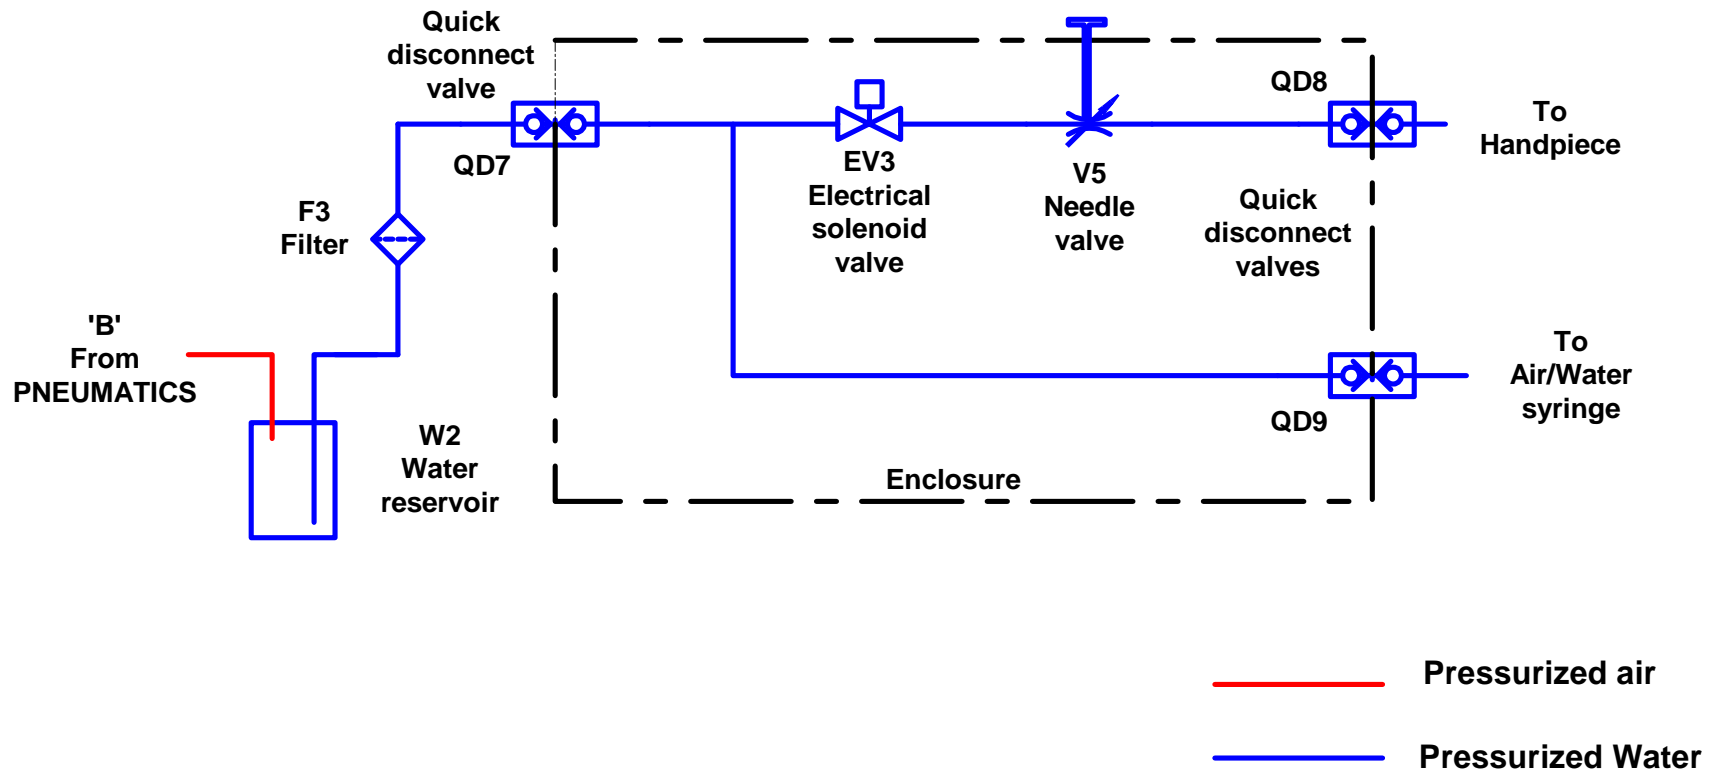 Quick
disconnect
valve
QD7
F3
Filter
'B'
From
PNEUMATICS
W2
Water
reservoir
EV3
Electrical
solenoid
valve
V5
Needle
valve
QD8
Quick
disconnect
valves
To
Handpiece
QD9
To
Air/Water
syringe
Enclosure
Pressurized air
Pressurized Water